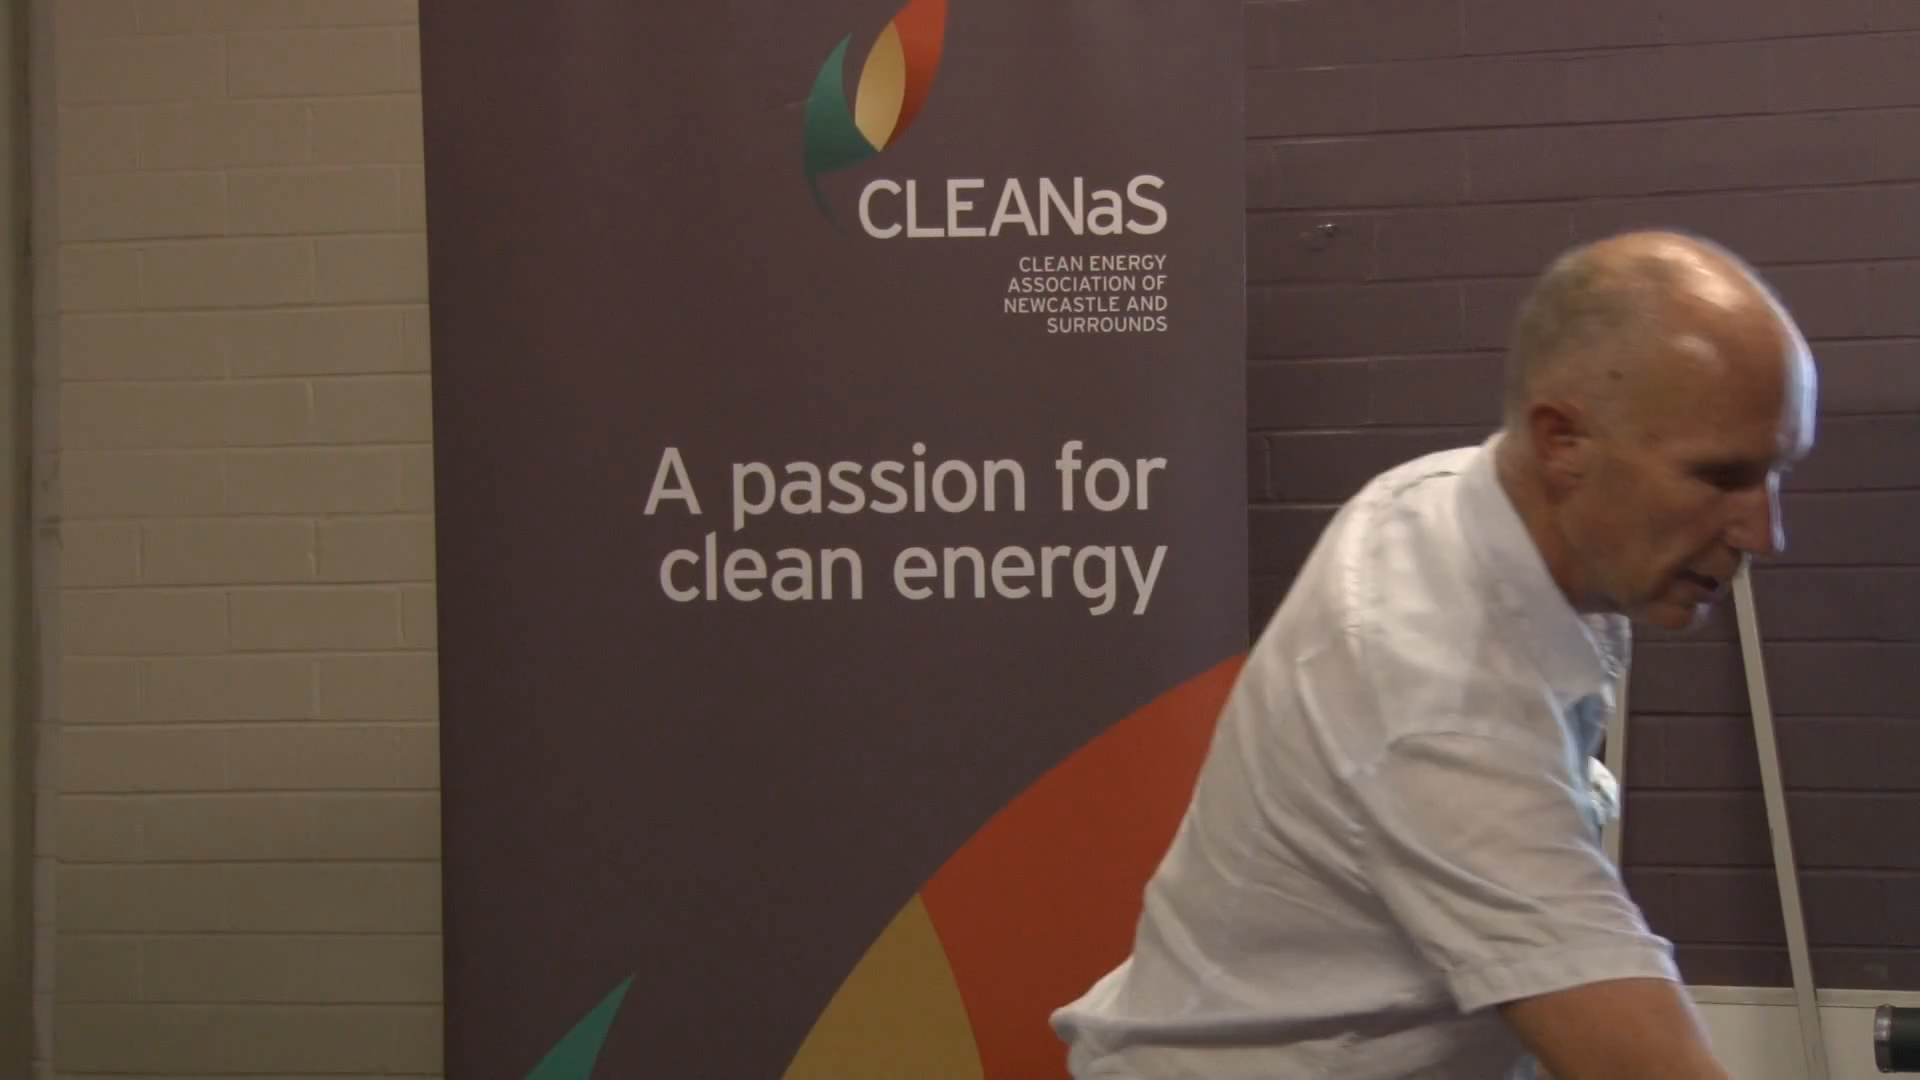 CLEANaS
CLEAN ENERGY
ASSOCIATION OF
NEWCASTLE AND
SURROUNDS
A passion for
clean energy